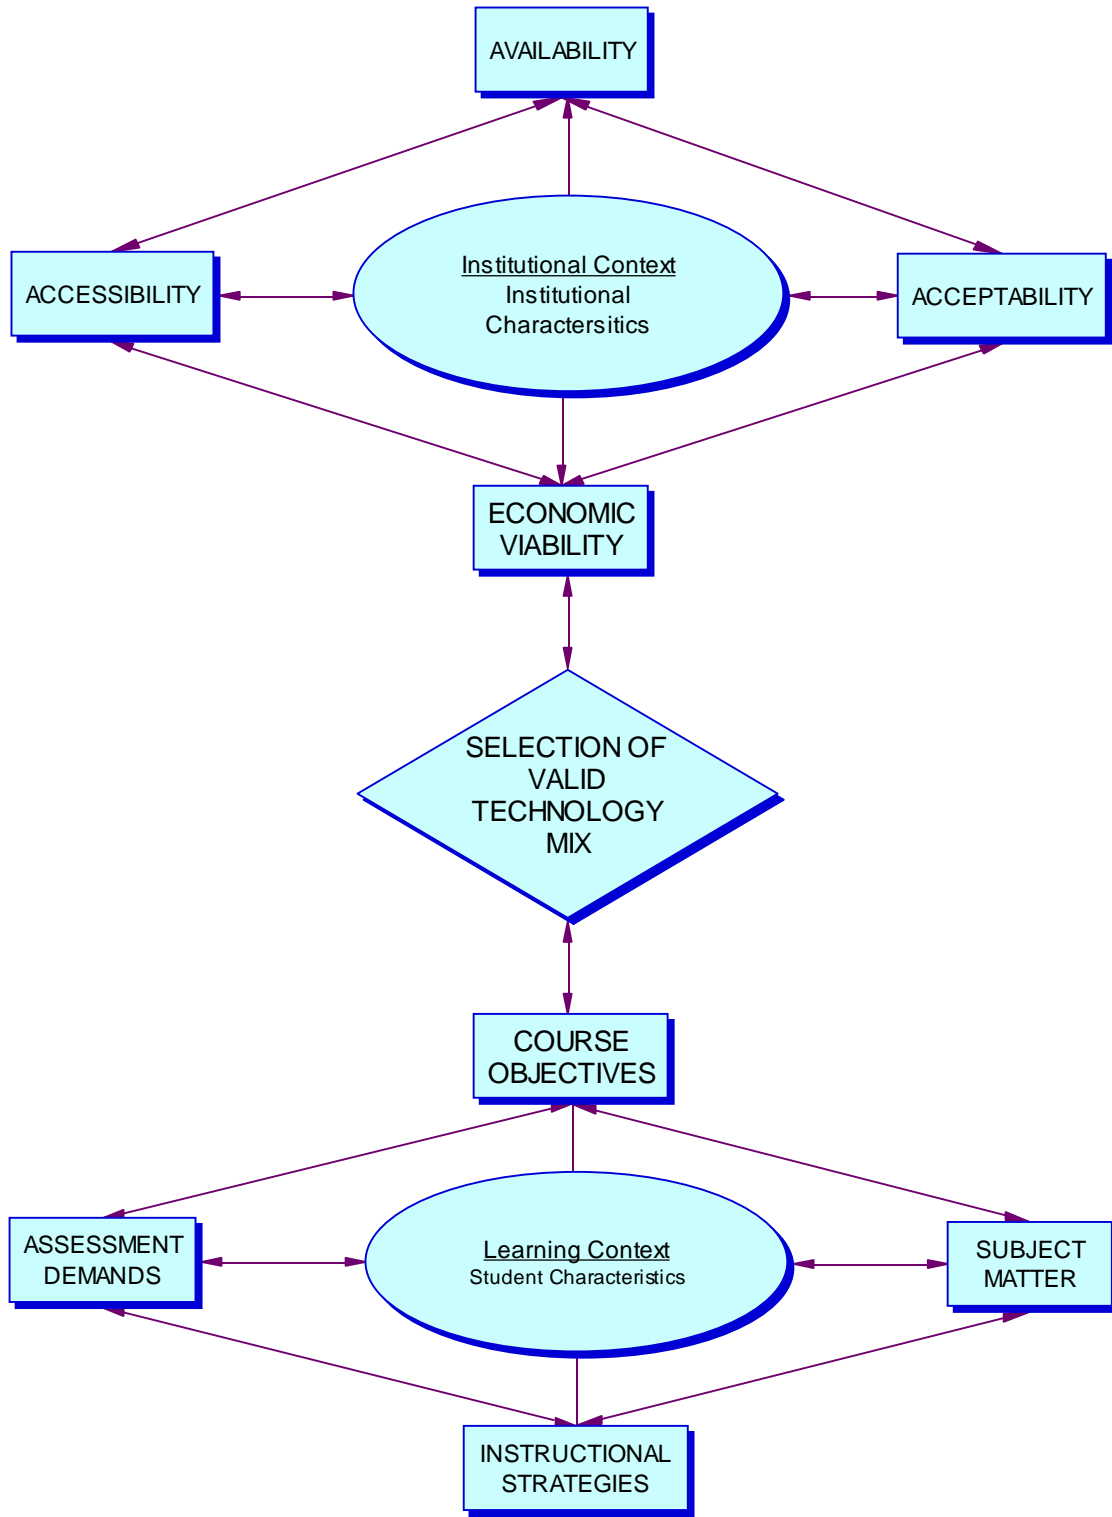 AVAILABILITY
ACCESSIBILITY
Institutional Context
Institutional
Charactersitics
ACCEPTABILITY
ECONOMIC
VIABILITY
SELECTION OF
VALID
TECHNOLOGY
MIX
COURSE
OBJECTIVES
ASSESSMENT
DEMANDS
Learning Context
Student Characteristics
SUBJECT
MATTER
INSTRUCTIONAL
STRATEGIES